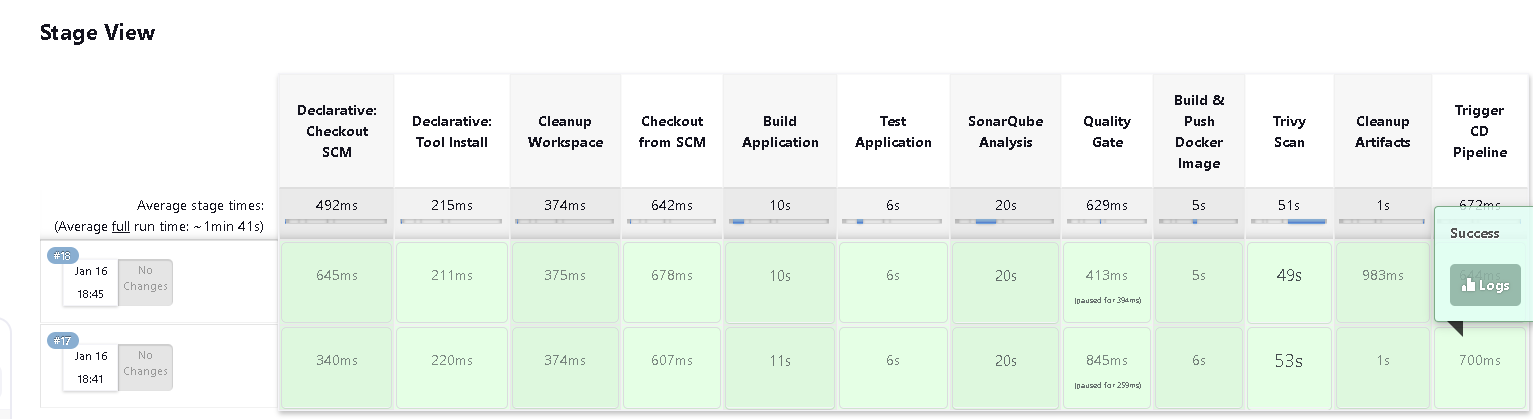 Stage View
Declarative: Checkout SCM
Declarative: Tool Install
Cleanup Workspace
Checkout from SCM
Build Application
Test Application
SonarQube Analysis
Quality Gate
Build & Push Docker Image
Trivy Scan
Cleanup Artifacts
Trigger CD Pipeline
Average stage times:
(Average full run time: ~1min 41s)
492ms 215ms 374ms 642ms 10s 6s 20s 629ms 5s 51s 1s 672ms
#18
Jan 16
18:45
No
Changes
645ms 211ms 375ms 678ms 10s 6s 20s 413ms 5s 49s 983ms 644ms
(paused for 394ms)
Success
Logs
#17
Jan 16
18:41
No
Changes
340ms 220ms 374ms 607ms 11s 6s 20s 845ms 6s 53s 1s 700ms
(paused for 259ms)